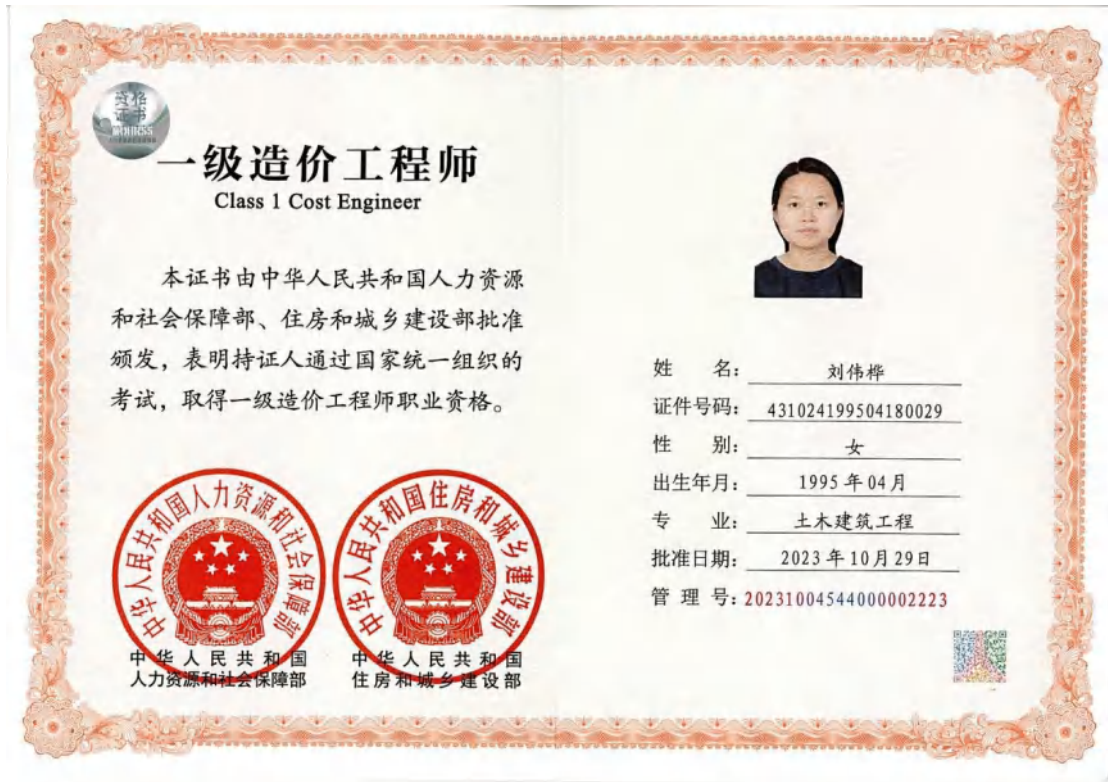 资格
证书
一级造价工程师
Class 1 Cost Engineer
本证书由中华人民共和国人力资源
和社会保障部、住房和城乡建设部批准
颁发，表明持证人通过国家统一组织的
考试，取得一级造价工程师职业资格。
中华人民共和国人力资源和社会保障部
中华人民共和国住房和城乡建设部
中华人民共和国
人力资源和社会保障部
中华人民共和国
住房和城乡建设部
姓名：刘伟桦
证件号码：431024199504180029
性别：女
出生年月：1995年04月
专业：土木建筑工程
批准日期：2023年10月29日
管理号：20231004544000002223